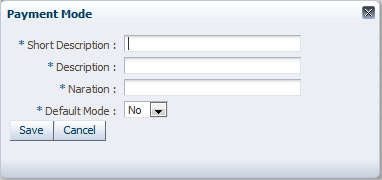 Payment Mode
* Short Description :
* Description :
* Naration :
* Default Mode : No
Save Cancel